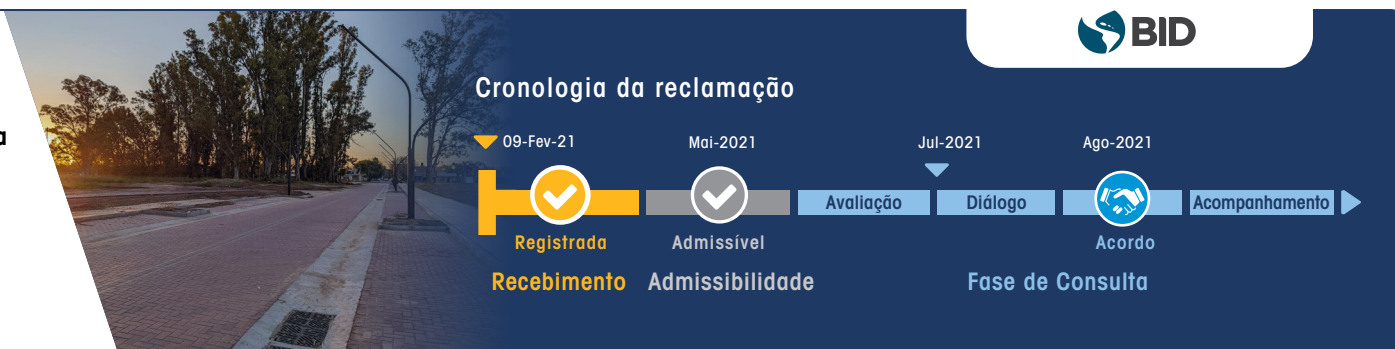 BID
Cronologia da reclamação
a
09-Fev-21
Mai-2021
Jul-2021
Ago-2021
Avaliação
Diálogo
Acompanhamento
Registrada
Admissível
Acordo
Recebimento
Admissibilidade
Fase de Consulta